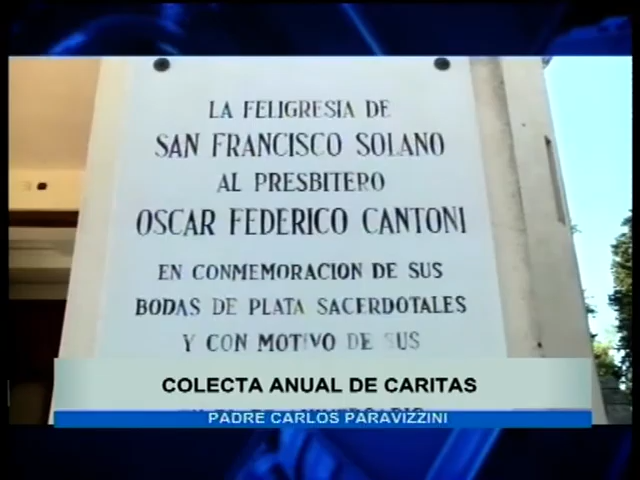 LA FELIGRESIA DE
SAN FRANCISCO SOLANO
AL PRESBITERO
OSCAR FEDERICO CANTONI
EN CONMEMORACION DE SUS
BODAS DE PLATA SACERDOTALES
Y CON MOTIVO DE SUS
COLECTA ANUAL DE CARITAS
PADRE CARLOS PARAVIZZINI